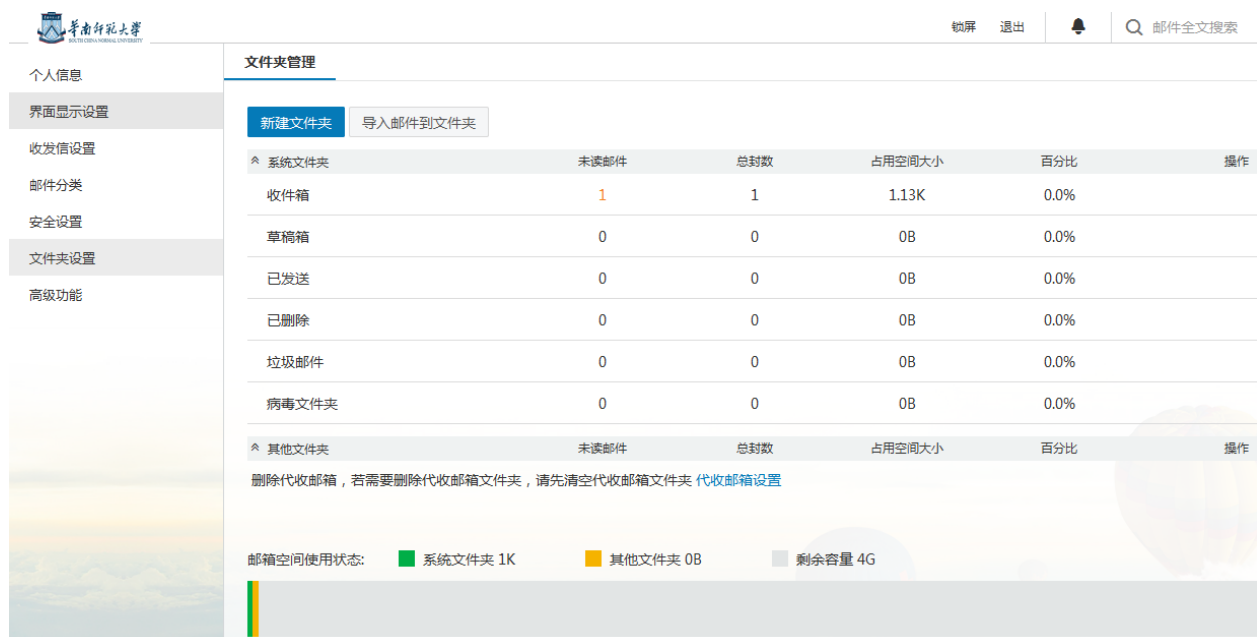 华南师范大学
SOUTH CHINA NORMAL UNIVERSITY
锁屏 退出 邮件全文搜索
个人信息
界面显示设置
收发信设置
邮件分类
安全设置
文件夹设置
高级功能
文件夹管理
新建文件夹 导入邮件到文件夹
系统文件夹 未读邮件 总封数 占用空间大小 百分比 操作
收件箱 1 1 1.13K 0.0%
草稿箱 0 0 0B 0.0%
已发送 0 0 0B 0.0%
已删除 0 0 0B 0.0%
垃圾邮件 0 0 0B 0.0%
病毒文件夹 0 0 0B 0.0%
其他文件夹 未读邮件 总封数 占用空间大小 百分比 操作
删除代收邮箱，若需要删除代收邮箱文件夹，请先清空代收邮箱文件夹 代收邮箱设置
邮箱空间使用状态: 系统文件夹 1K 其他文件夹 0B 剩余容量 4G